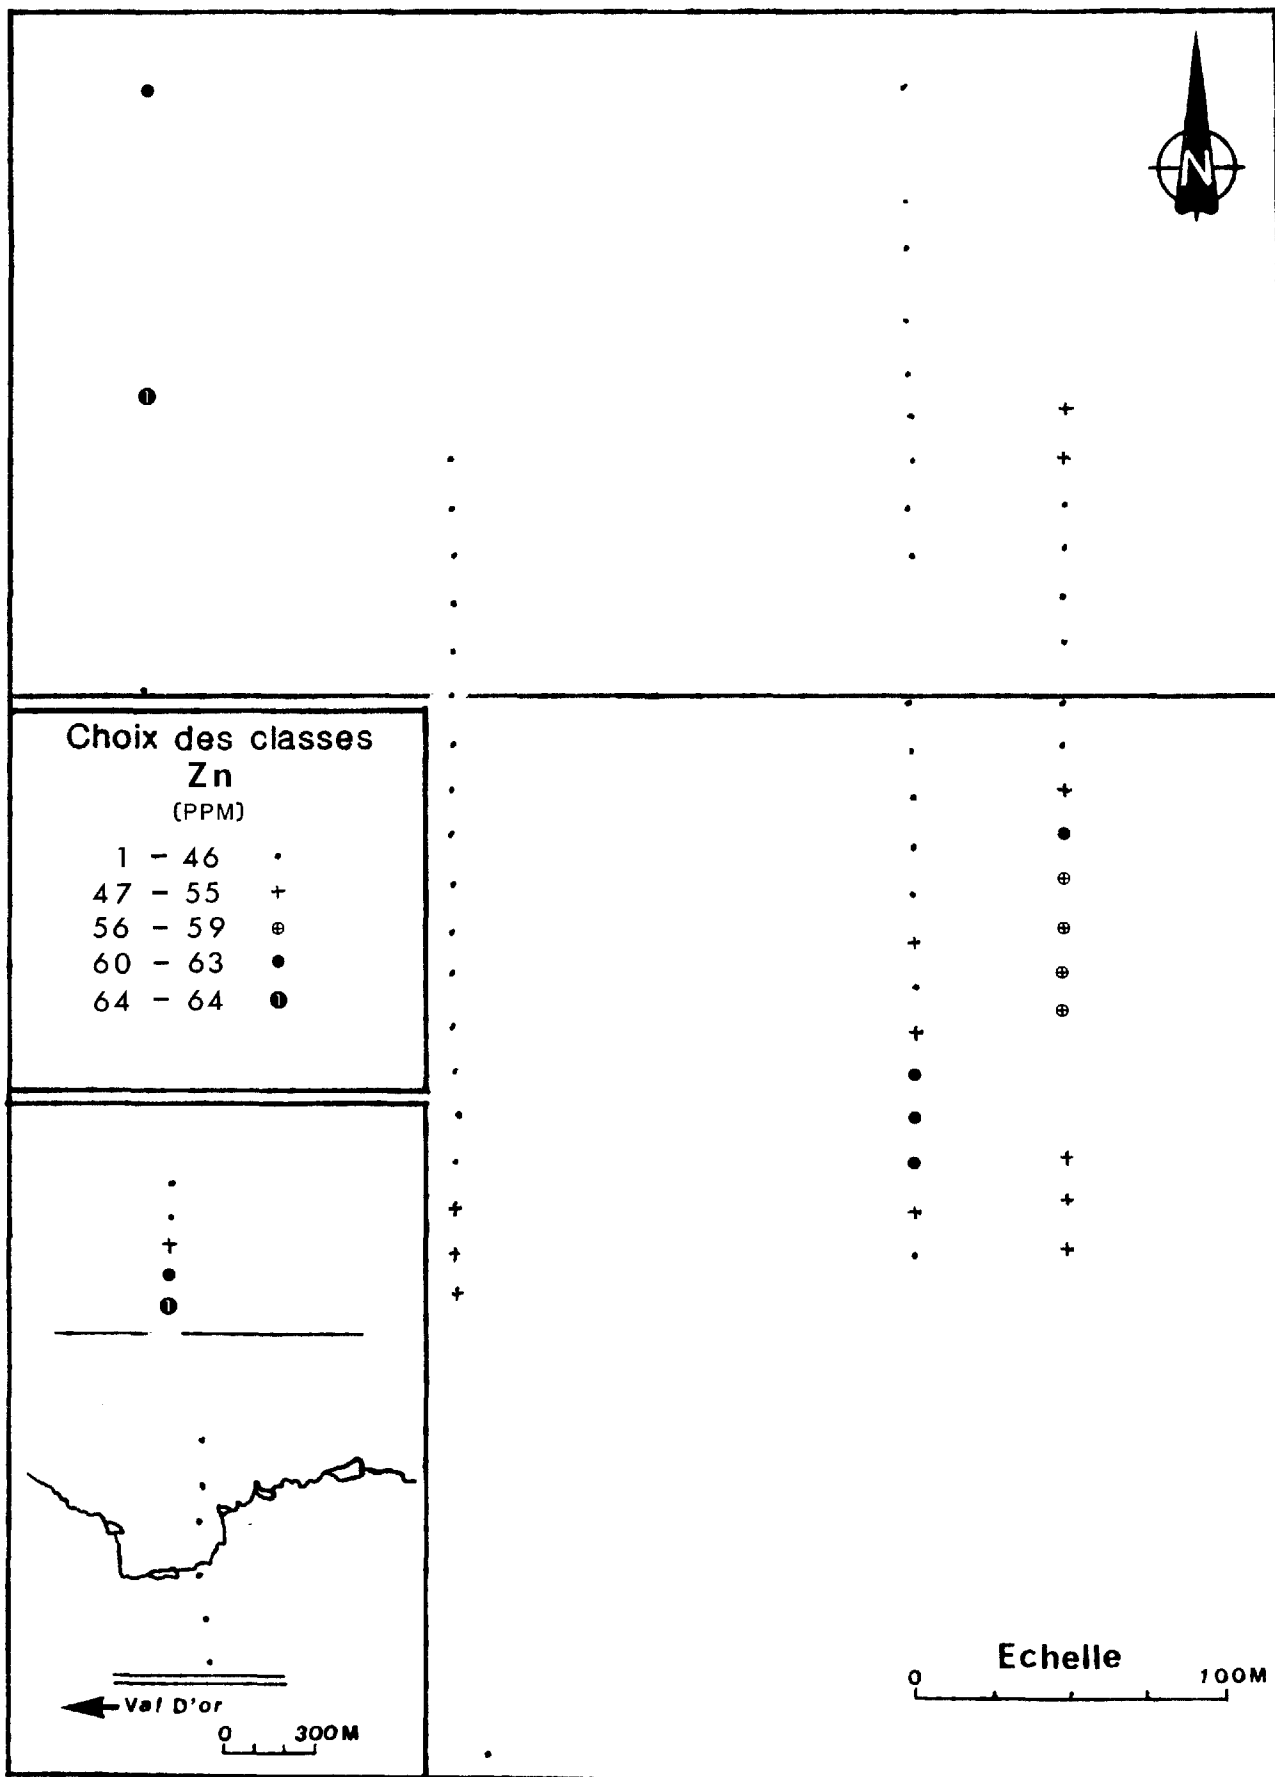 N
Choix des classes
Zn
(PPM)
1 - 46
47 - 55
56 - 59
60 - 63
64 - 64
Val D'or
0 300M
Echelle
0 100M